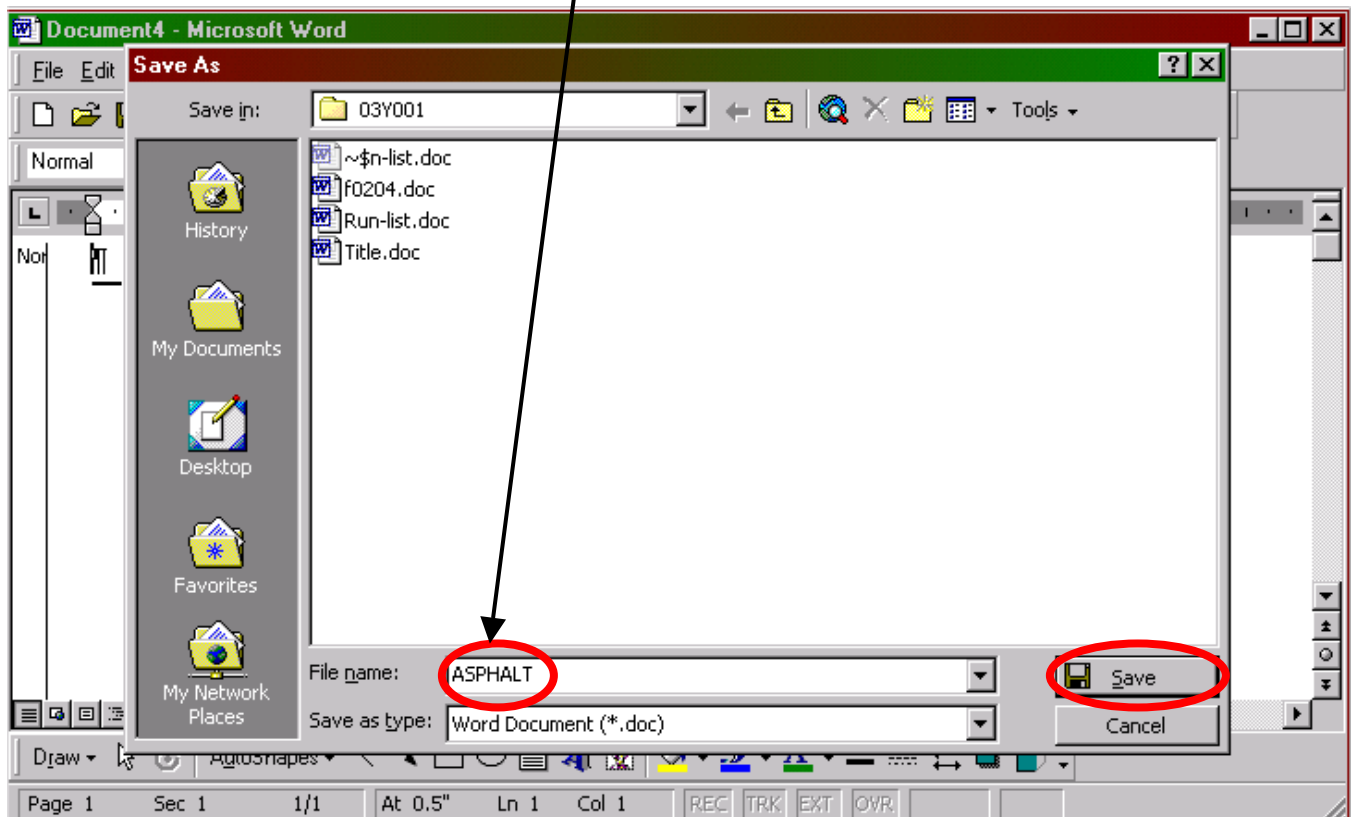 Document4 - Microsoft Word
File Edit
Save As
Save in: 03Y001 Tools
Normal
~$n-list.doc
f0204.doc
Run-list.doc
Title.doc
History
Nor
My Documents
Desktop
Favorites
My Network
Places
File name: ASPHALT Save
Save as type: Word Document (*.doc) Cancel
Draw AutoShapes
Page 1 Sec 1 1/1 At 0.5" Ln 1 Col 1 REC TRK EXT OVR